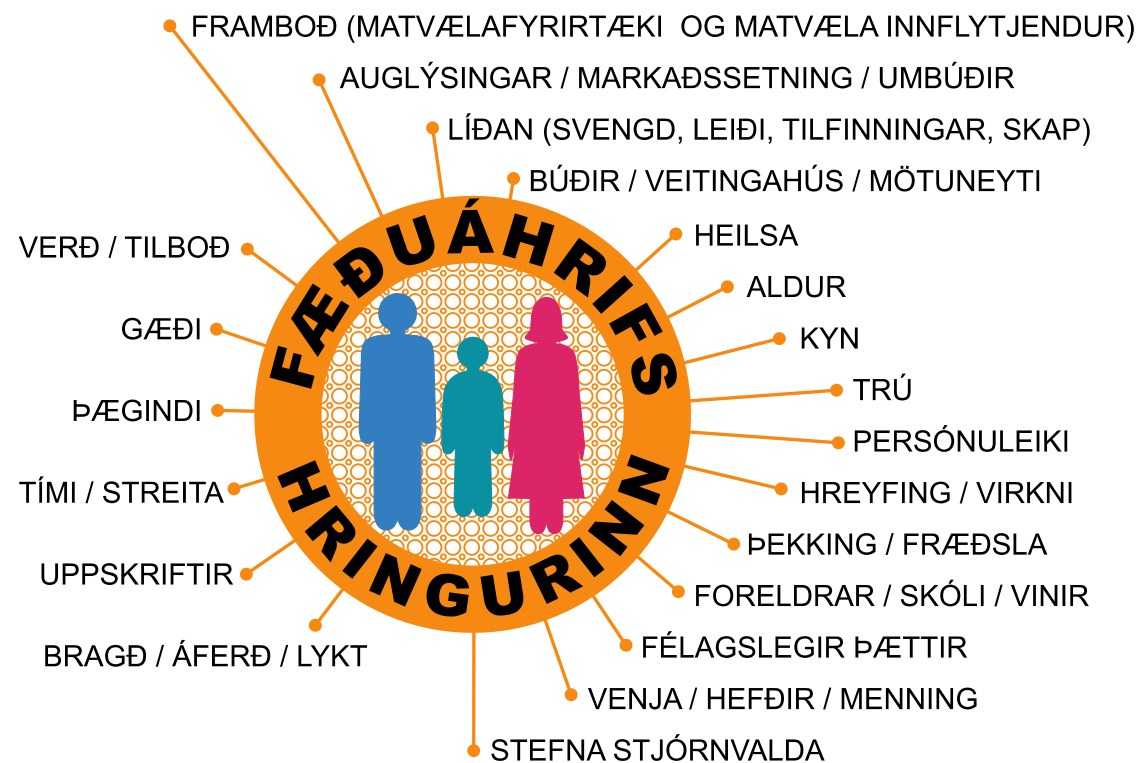 FRAMBOÐ (MATVÆLAFYRIRTÆKI OG MATVÆLA INNFLYTJENDUR)
AUGLÝSINGAR / MARKAÐSSETNING / UMBÚÐIR
LÍÐAN (SVENGD, LEIÐI, TILFINNINGAR, SKAP)
BÚÐIR / VEITINGAHÚS / MÖTUNEYTI
HEILSA
ALDUR
KYN
TRÚ
PERSÓNULEIKI
HREYFING / VIRKNI
ÞEKKING / FRÆÐSLA
FORELDRAR / SKÓLI / VINIR
FÉLAGSLEGIR ÞÆTTIR
VENJA / HEFÐIR / MENNING
STEFNA STJÓRNVALDA
VERÐ / TILBOÐ
GÆÐI
ÞÆGINDI
TÍMI / STREITA
UPPSKRIFTIR
BRAGÐ / ÁFERÐ / LYKT
FÆÐUÁHRIFS
HRINGURINN